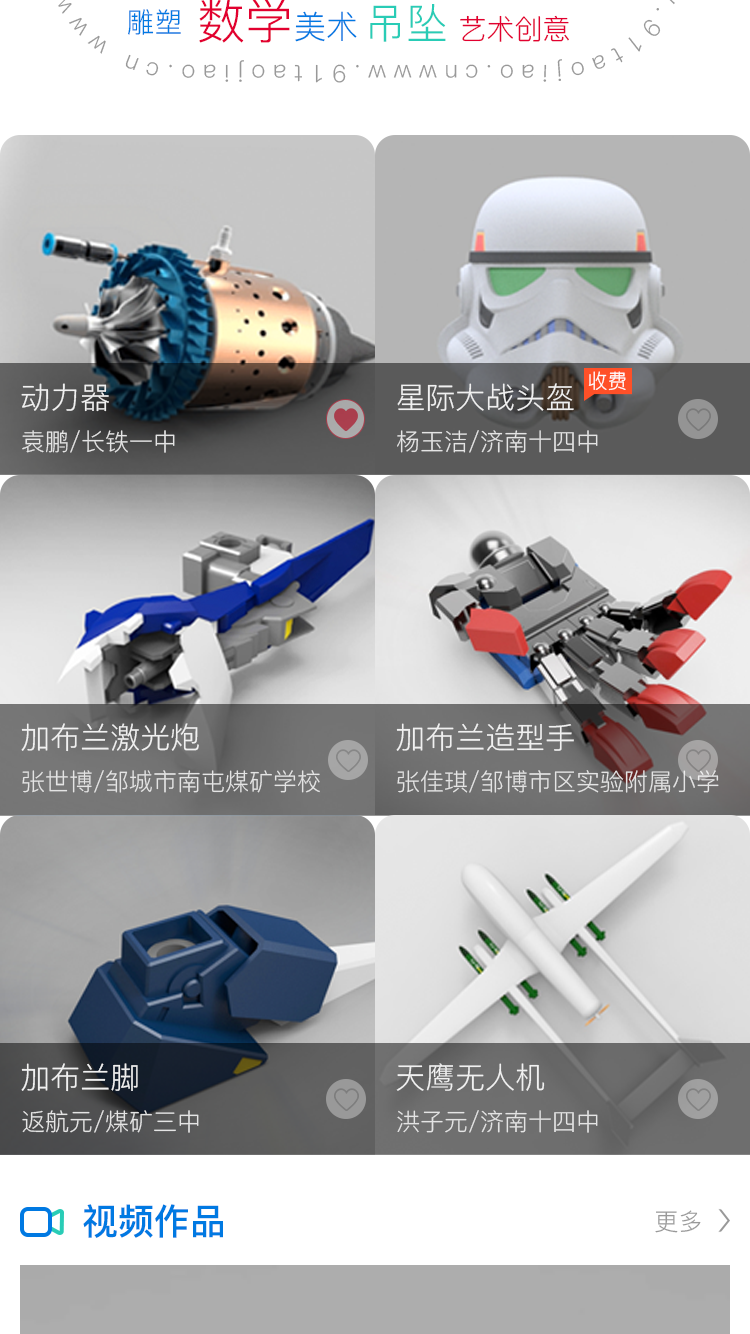 雕塑 数学 美术 吊坠 艺术创意
www.91taojiao.cnwww.91taojiao.cn
动力器
袁鹏/长铁一中
星际大战头盔 收费
杨玉洁/济南十四中
加布兰激光炮
张世博/邹城市南屯煤矿学校
加布兰造型手
张佳琪/邹博市区实验附属小学
加布兰脚
返航元/煤矿三中
天鹰无人机
洪子元/济南十四中
视频作品
更多